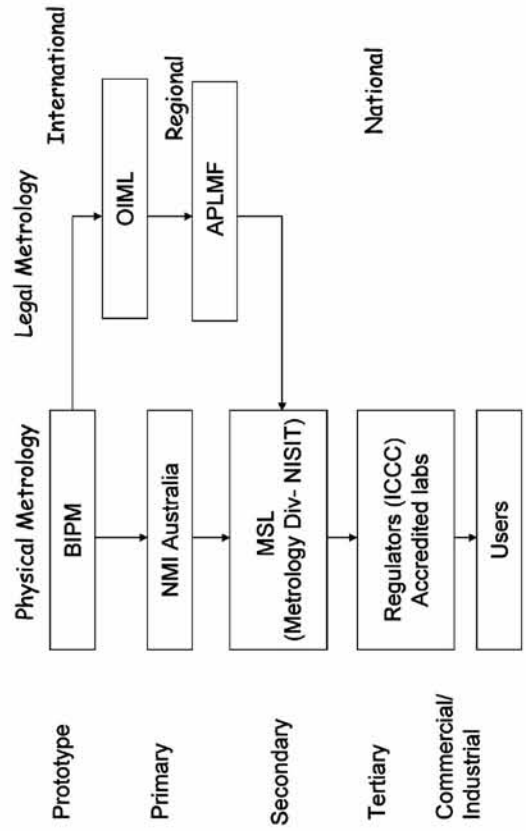 Physical Metrology
Legal Metrology
Prototype
BIPM
International
OIML
Primary
NMI Australia
Regional
APLMF
Secondary
MSL
(Metrology Div- NISIT)
Tertiary
Regulators (ICCC)
Accredited labs
National
Commercial/
Industrial
Users